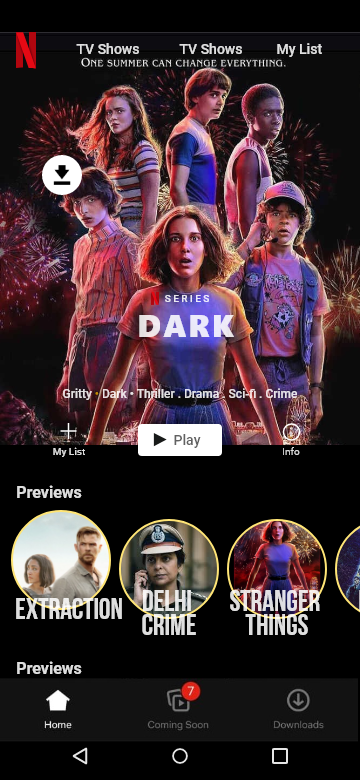 TV Shows TV Shows My List
ONE SUMMER CAN CHANGE EVERYTHING.
SERIES
DARK
Gritty • Dark • Thriller . Drama . Sci-fi . Crime
My List Play Info
Previews
EXTRACTION
DELHI
CRIME
STRANGER
THINGS
Previews
7
Home Coming Soon Downloads